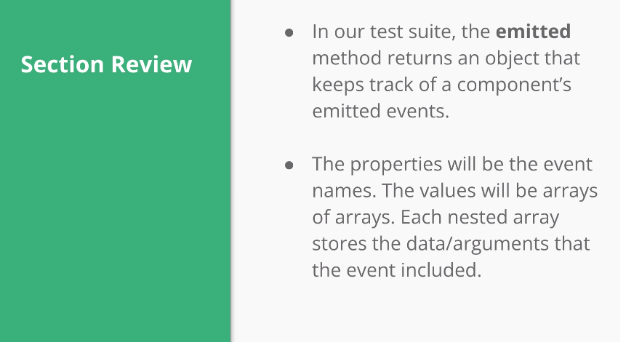 Section Review
● In our test suite, the emitted
method returns an object that
keeps track of a component’s
emitted events.
● The properties will be the event
names. The values will be arrays
of arrays. Each nested array
stores the data/arguments that
the event included.